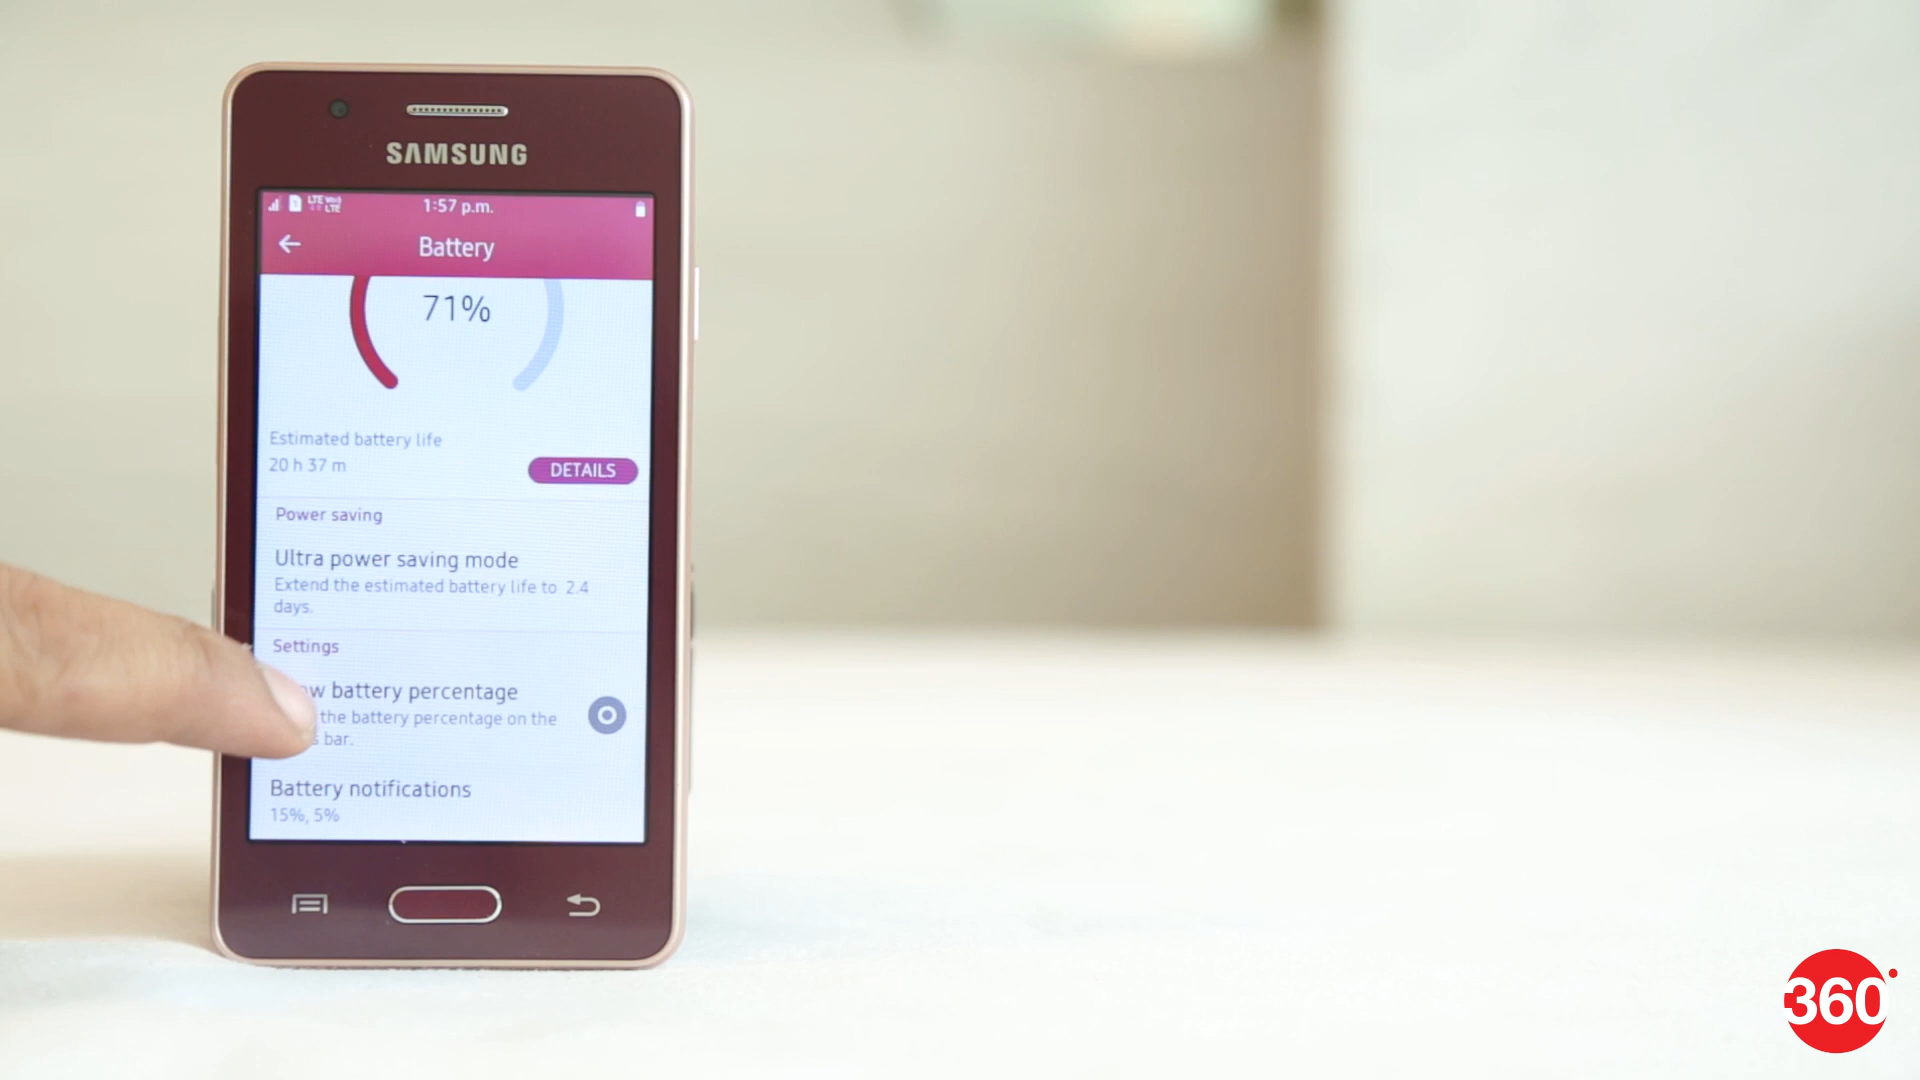 SAMSUNG
LTE
LTE
1:57 p.m.
Battery
71%
Estimated battery life
20 h 37 m
DETAILS
Power saving
Ultra power saving mode
Extend the estimated battery life to 2.4
days.
Settings
battery percentage
the battery percentage on the
bar.
Battery notifications
15%, 5%
360°